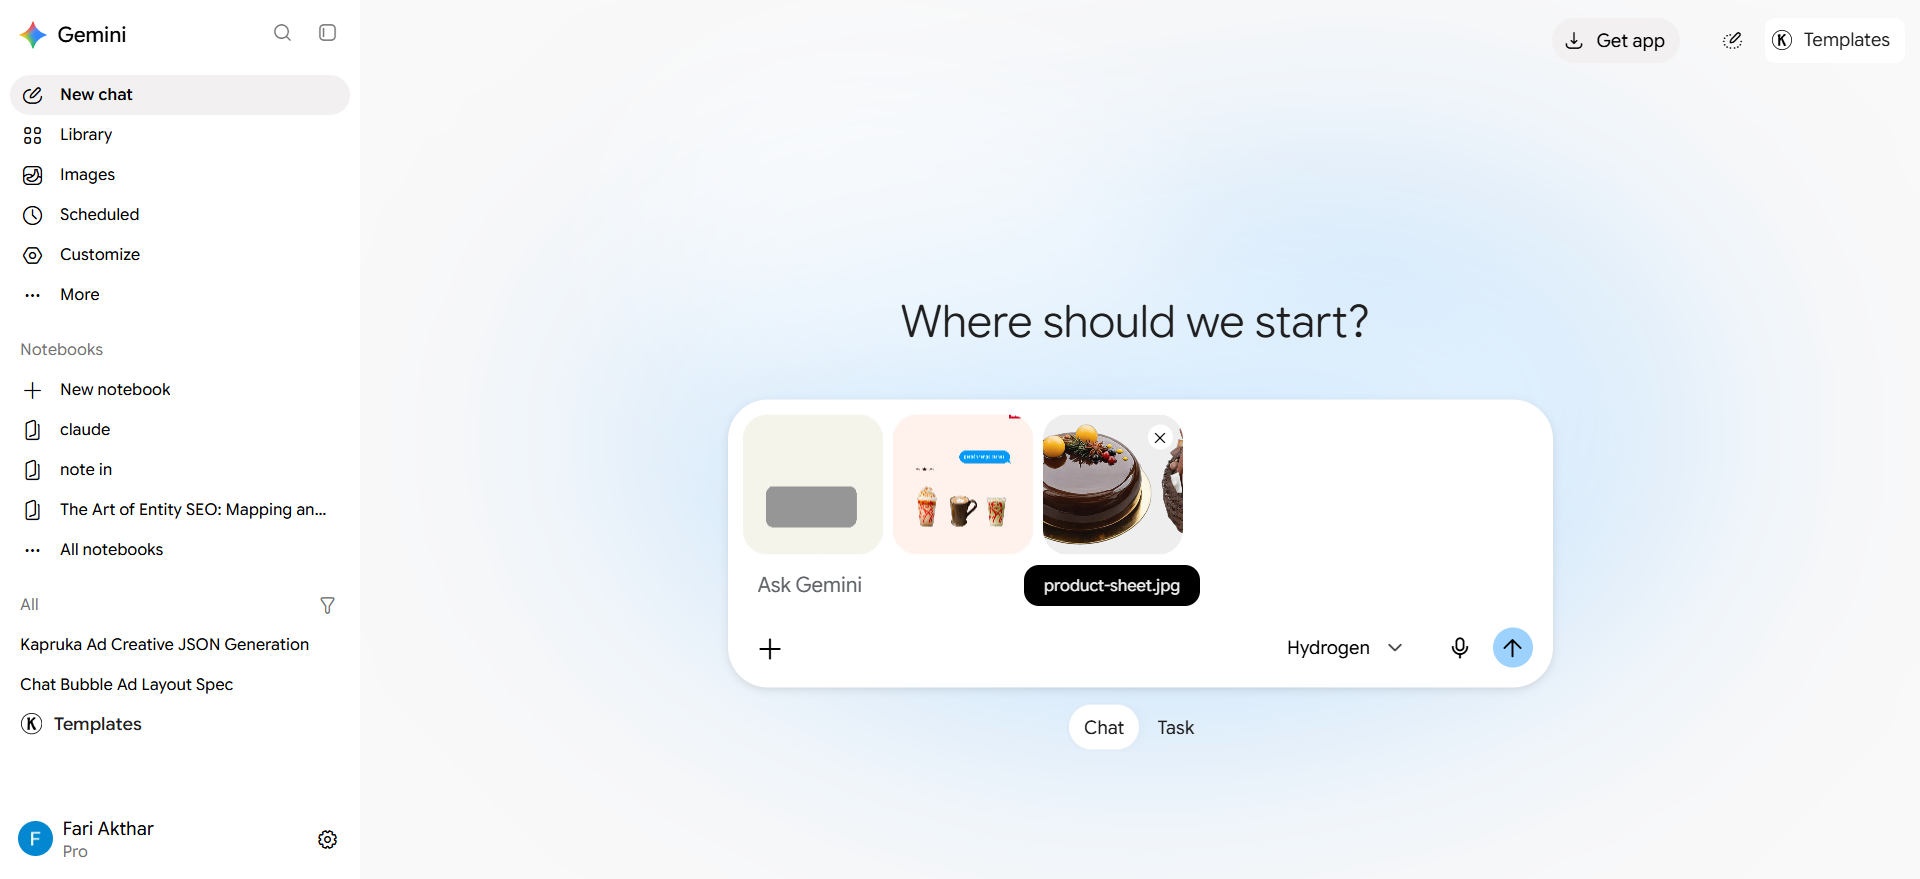 Gemini
New chat
Library
Images
Scheduled
Customize
More
Notebooks
New notebook
claude
note in
The Art of Entity SEO: Mapping an...
All notebooks
All
Kapruka Ad Creative JSON Generation
Chat Bubble Ad Layout Spec
K Templates
F
Fari Akthar
Pro
Get app
K Templates
Where should we start?
Ask Gemini
product-sheet.jpg
Hydrogen
Chat
Task